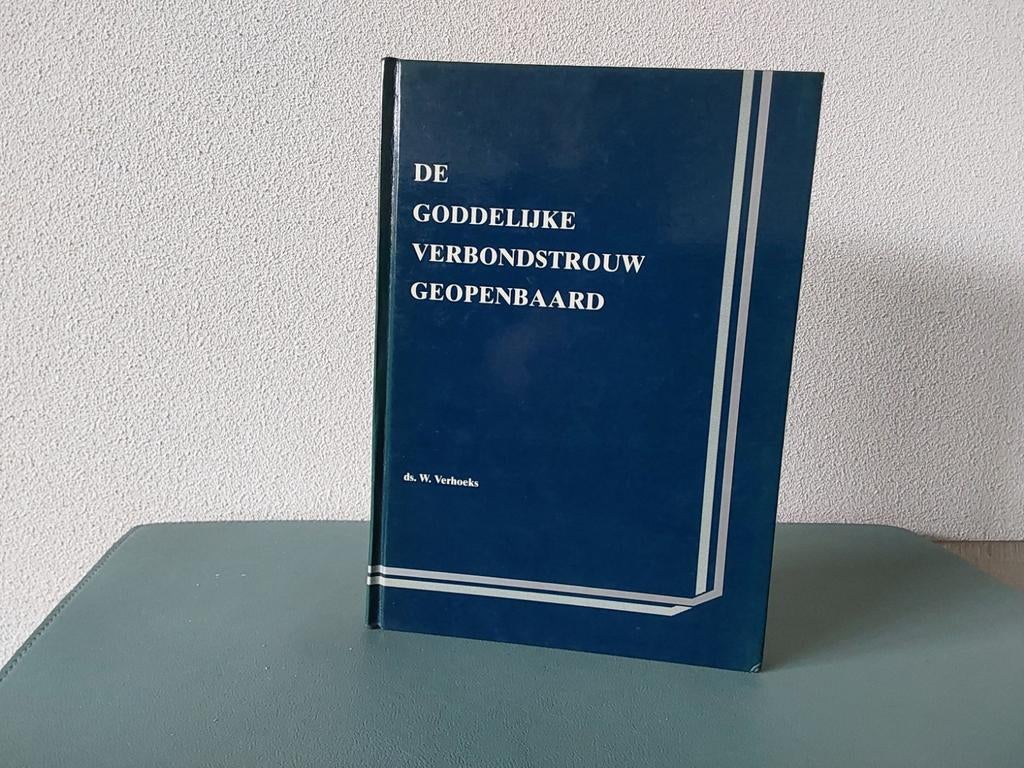 DE
GODDELIJKE
VERBONDSTROUW
GEOPENBAARD
ds. W. Verhoeks